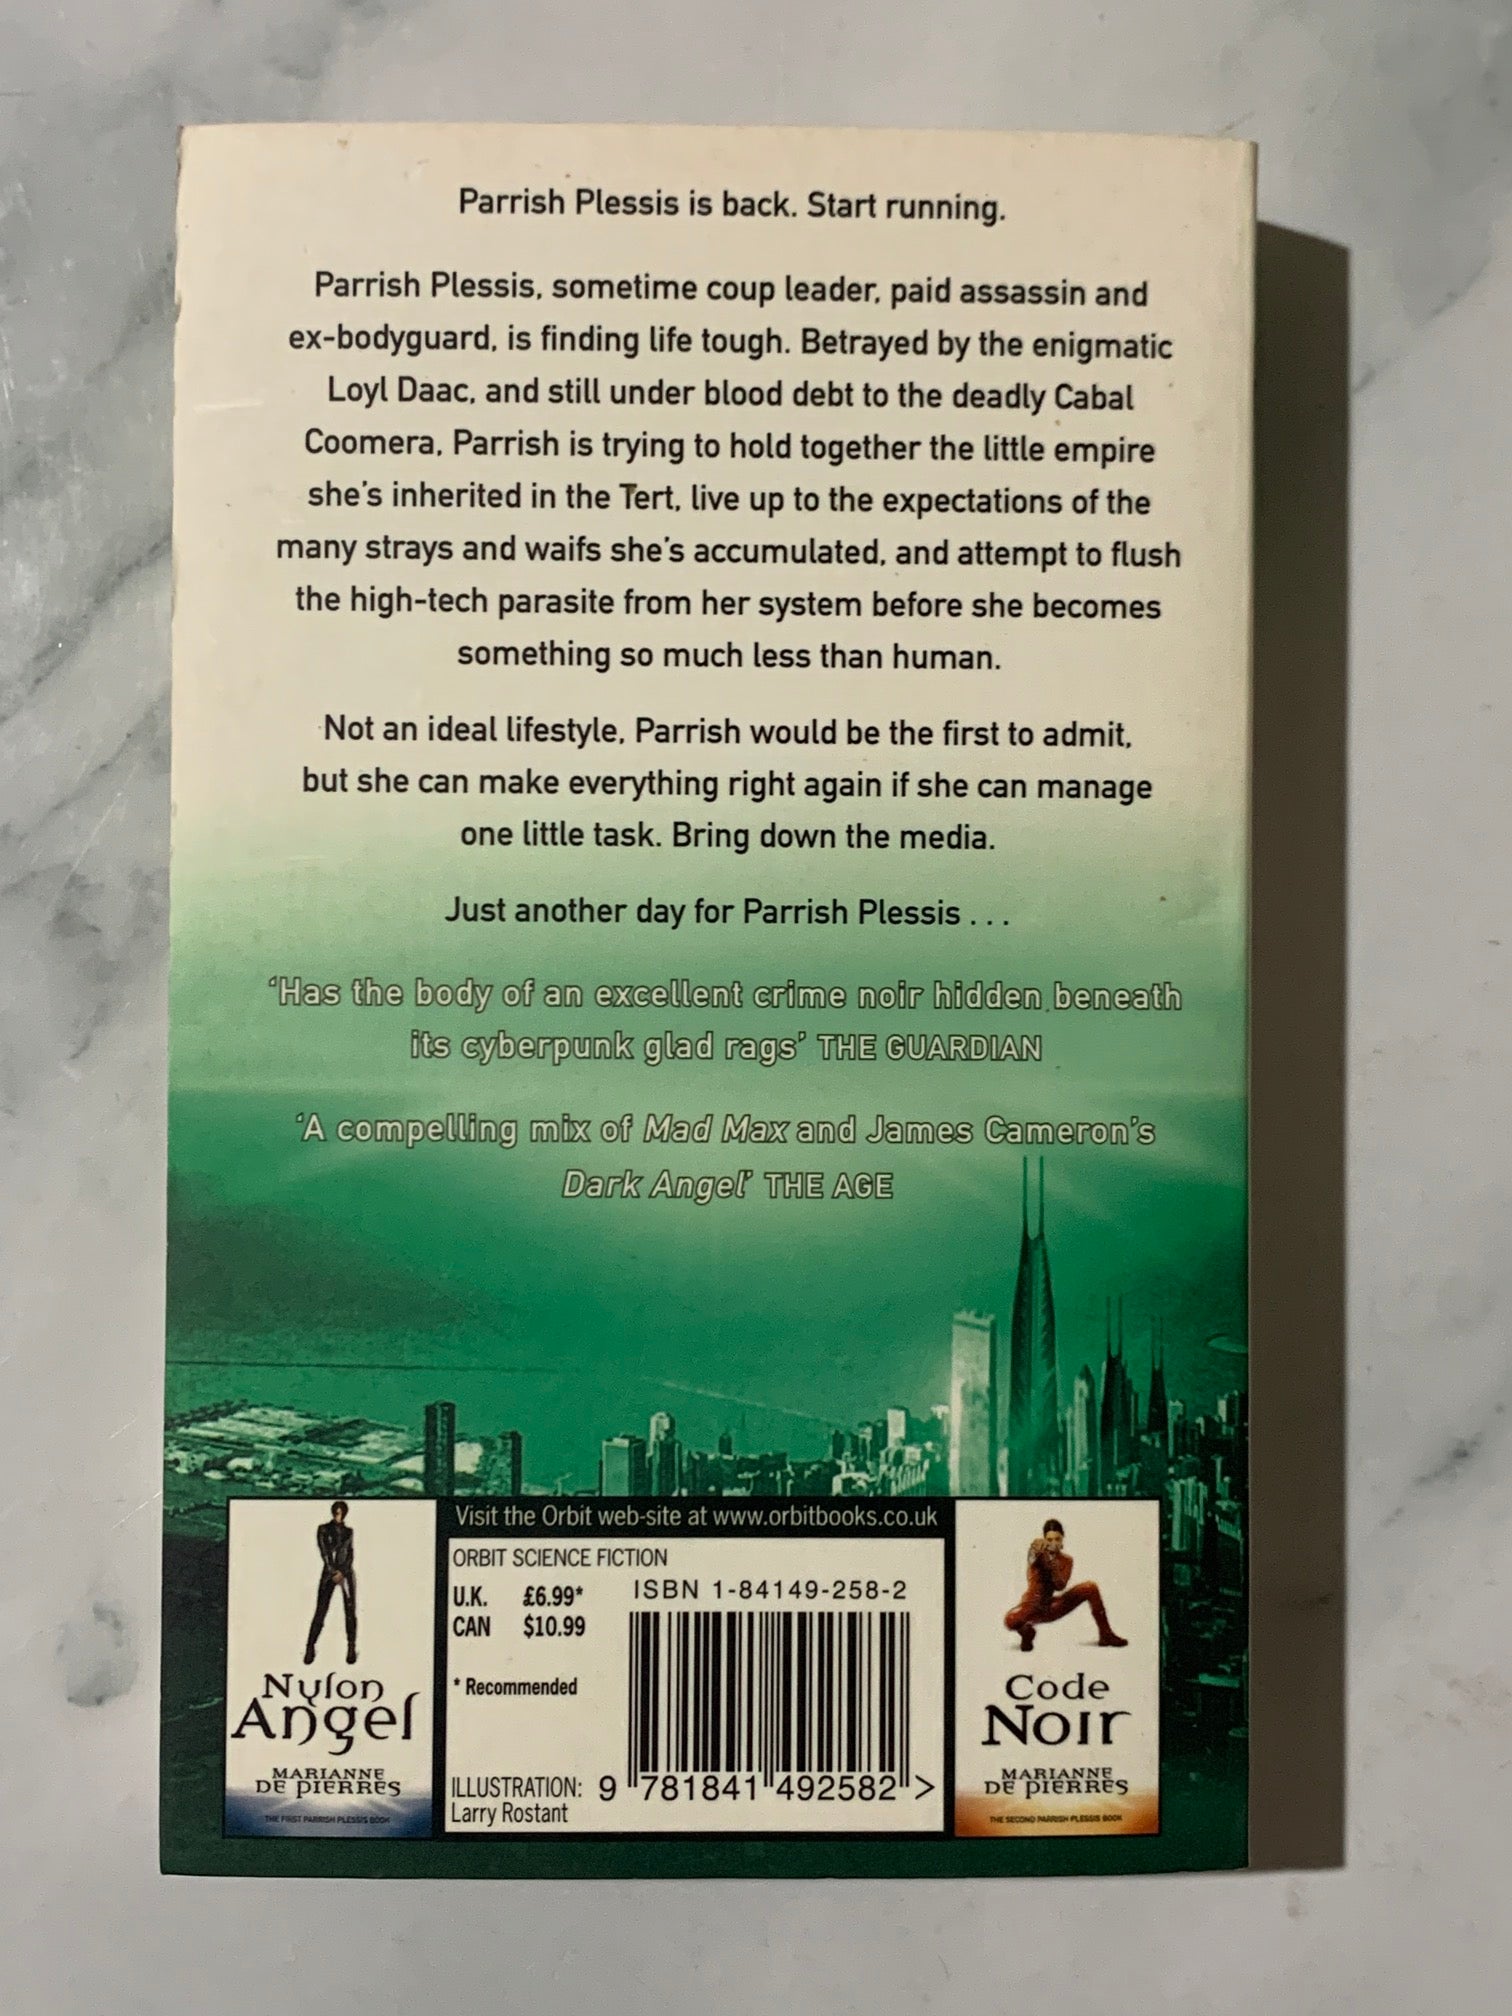 Parrish Plessis is back. Start running.
Parrish Plessis, sometime coup leader, paid assassin and
ex-bodyguard, is finding life tough. Betrayed by the enigmatic
Loyl Daac, and still under blood debt to the deadly Cabal
Coomera, Parrish is trying to hold together the little empire
she's inherited in the Tert, live up to the expectations of the
many strays and waifs she's accumulated, and attempt to flush
the high-tech parasite from her system before she becomes
something so much less than human.
Not an ideal lifestyle, Parrish would be the first to admit,
but she can make everything right again if she can manage
one little task. Bring down the media.
Just another day for Parrish Plessis . . .
'Has the body of an excellent crime noir hidden beneath
its cyberpunk glad rags' THE GUARDIAN
'A compelling mix of Mad Max and James Cameron's
Dark Angel' THE AGE
Nylon
Angel
MARIANNE
DE PIERRES
THE FIRST PARRISH PLESSIS BOOK
Visit the Orbit web-site at www.orbitbooks.co.uk
ORBIT SCIENCE FICTION
U.K. £6.99*
CAN $10.99
* Recommended
ILLUSTRATION:
Larry Rostant
ISBN 1-84149-258-2
9 781841 492582 >
Code
Noir
MARIANNE
DE PIERRES
THE SECOND PARRISH PLESSIS BOOK